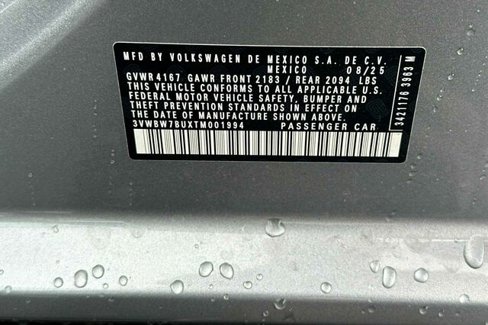 MFD BY VOLKSWAGEN DE MEXICO S.A. DE C.V.
MEXICO 08/25
GVWR 4167 GAWR FRONT 2183 / REAR 2094 LBS
THIS VEHICLE CONFORMS TO ALL APPLICABLE U.S.
FEDERAL MOTOR VEHICLE SAFETY, BUMPER AND
THEFT PREVENTION STANDARDS IN EFFECT ON
THE DATE OF MANUFACTURE SHOWN ABOVE.
3VWBW7BUXTM001994 PASSENGER CAR
3421176 3963 M